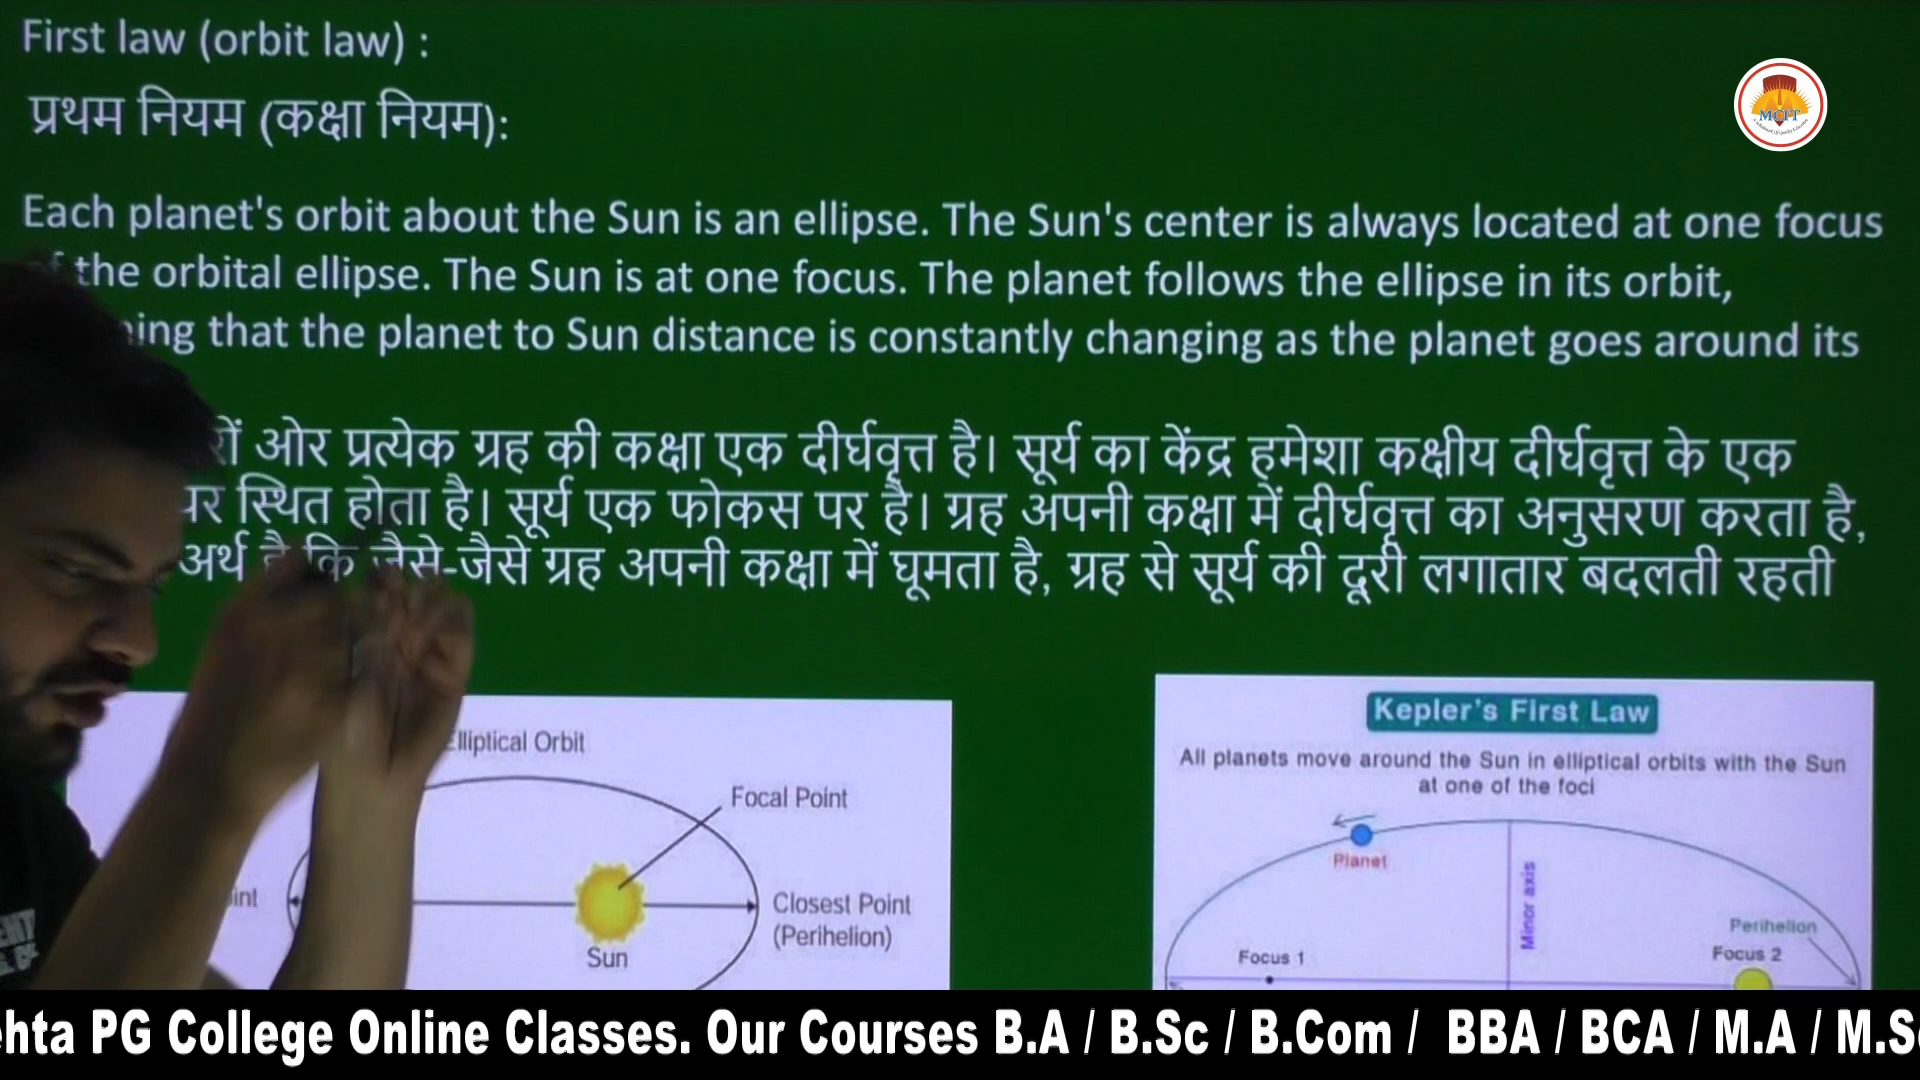 First law (orbit law) :
प्रथम नियम (कक्षा नियम):
Each planet's orbit about the Sun is an ellipse. The Sun's center is always located at one focus
the orbital ellipse. The Sun is at one focus. The planet follows the ellipse in its orbit,
that the planet to Sun distance is constantly changing as the planet goes around its
ओर प्रत्येक ग्रह की कक्षा एक दीर्घवृत्त है। सूर्य का केंद्र हमेशा कक्षीय दीर्घवृत्त के एक
पर स्थित होता है। सूर्य एक फोकस पर है। ग्रह अपनी कक्षा में दीर्घवृत्त का अनुसरण करता है,
अर्थ है कि जैसे-जैसे ग्रह अपनी कक्षा में घूमता है, ग्रह से सूर्य की दूरी लगातार बदलती रहती
Elliptical Orbit
Focal Point
Closest Point
(Perihelion)
Sun
Kepler's First Law
All planets move around the Sun in elliptical orbits with the Sun
at one of the foci
Planet
Minor axis
Perihelion
Focus 1
Focus 2
MCPT
PG College Online Classes. Our Courses B.A / B.Sc / B.Com / BBA / BCA / M.A /